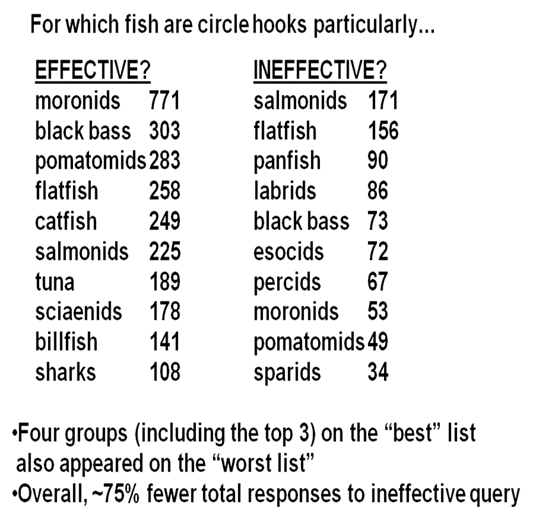 For which fish are circle hooks particularly...
EFFECTIVE? INEFFECTIVE?
moronids 771 salmonids 171
black bass 303 flatfish 156
pomatomids 283 panfish 90
flatfish 258 labrids 86
catfish 249 black bass 73
salmonids 225 esocids 72
tuna 189 percids 67
sciaenids 178 moronids 53
billfish 141 pomatomids 49
sharks 108 sparids 34
•Four groups (including the top 3) on the “best” list
also appeared on the “worst list”
•Overall, ~75% fewer total responses to ineffective query